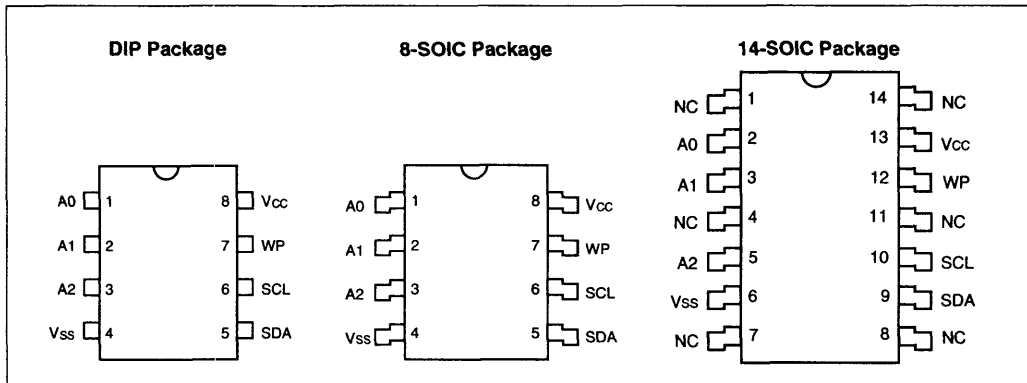 DIP Package
A0 1 8 Vcc
A1 2 7 WP
A2 3 6 SCL
Vss 4 5 SDA
8-SOIC Package
A0 1 8 Vcc
A1 2 7 WP
A2 3 6 SCL
Vss 4 5 SDA
14-SOIC Package
NC 1 14 NC
A0 2 13 Vcc
A1 3 12 WP
NC 4 11 NC
A2 5 10 SCL
Vss 6 9 SDA
NC 7 8 NC